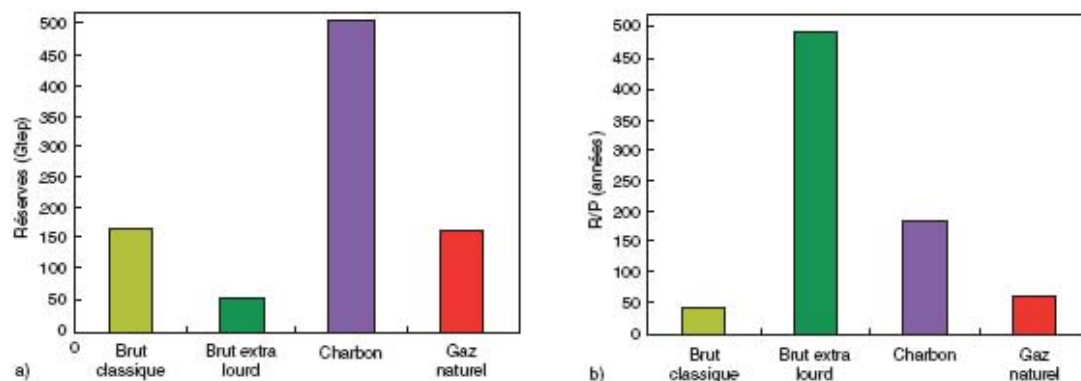 Réserves (Gtep)
500
450
400
350
300
250
200
150
100
50
0
0
Brut classique
Brut extra lourd
Charbon
Gaz naturel
a)
R/P (années)
500
450
400
350
300
250
200
150
100
50
0
Brut classique
Brut extra lourd
Charbon
Gaz naturel
b)